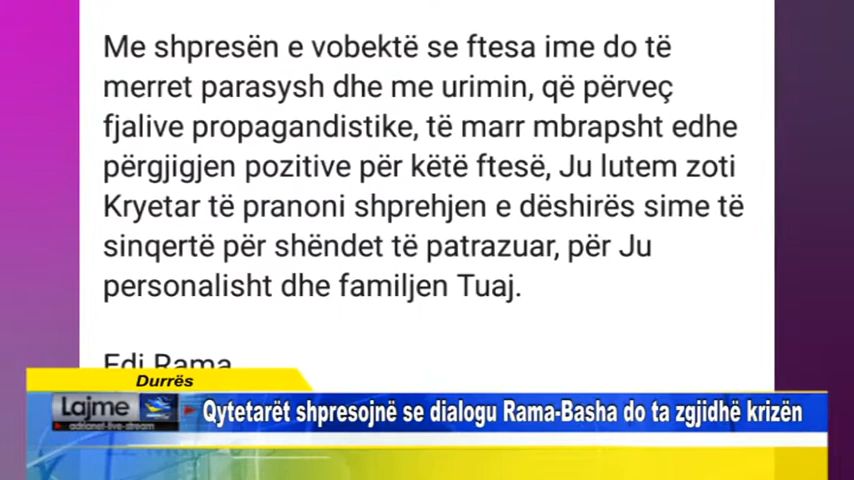 Me shpresën e vobektë se ftesa ime do të
merret parasysh dhe me urimin, që përveç
fjalive propagandistike, të marr mbrapsht edhe
përgjigjen pozitive për këtë ftesë, Ju lutem zoti
Kryetar të pranoni shprehjen e dëshirës sime të
sinqertë për shëndet të patrazuar, për Ju
personalisht dhe familjen Tuaj.
Edi Rama
Durrës
Lajme
adrianet-live-stream
Qytetarët shpresojnë se dialogu Rama-Basha do ta zgjidhë krizën